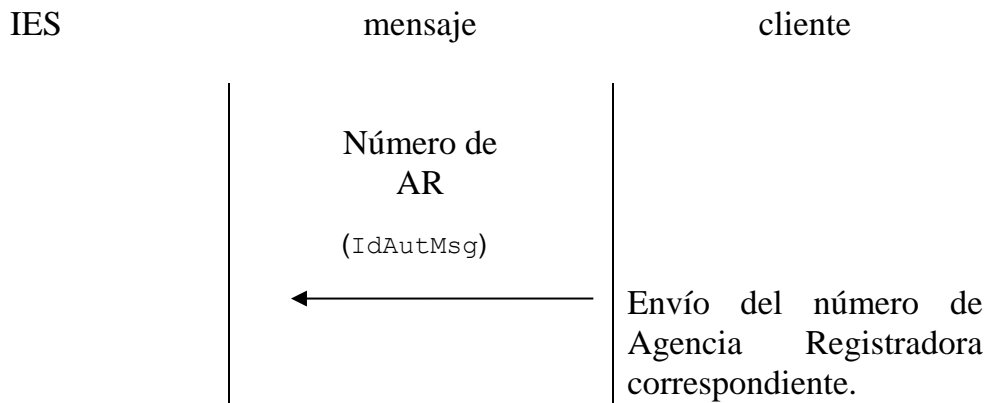 IES mensaje cliente
Número de
AR
(IdAutMsg)
Envío del número de
Agencia Registradora
correspondiente.